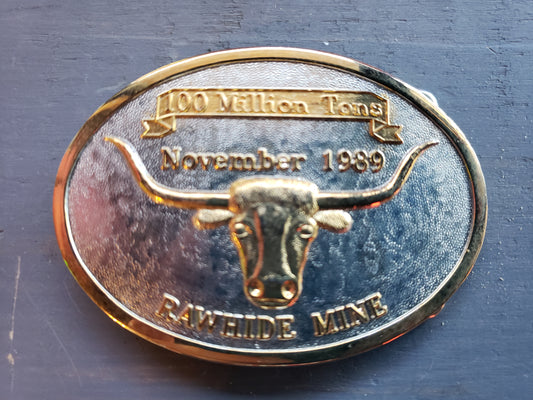 100 Million Tons
November 1989
RAWHIDE MINE